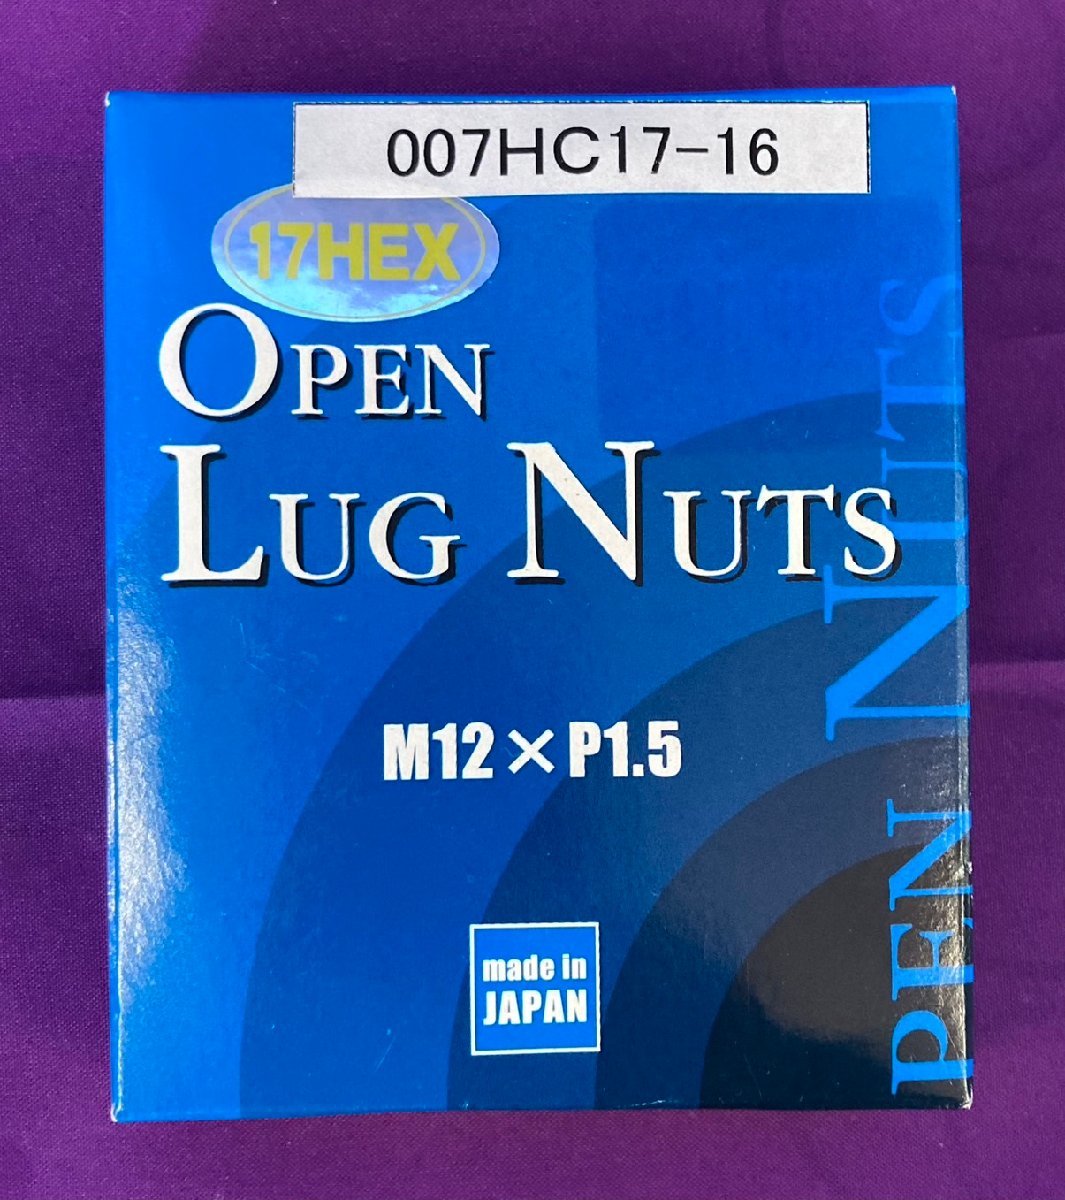 007HC17-16
17HEX
OPEN
LUG NUTS
M12×P1.5
made in
JAPAN
PEN NUTS